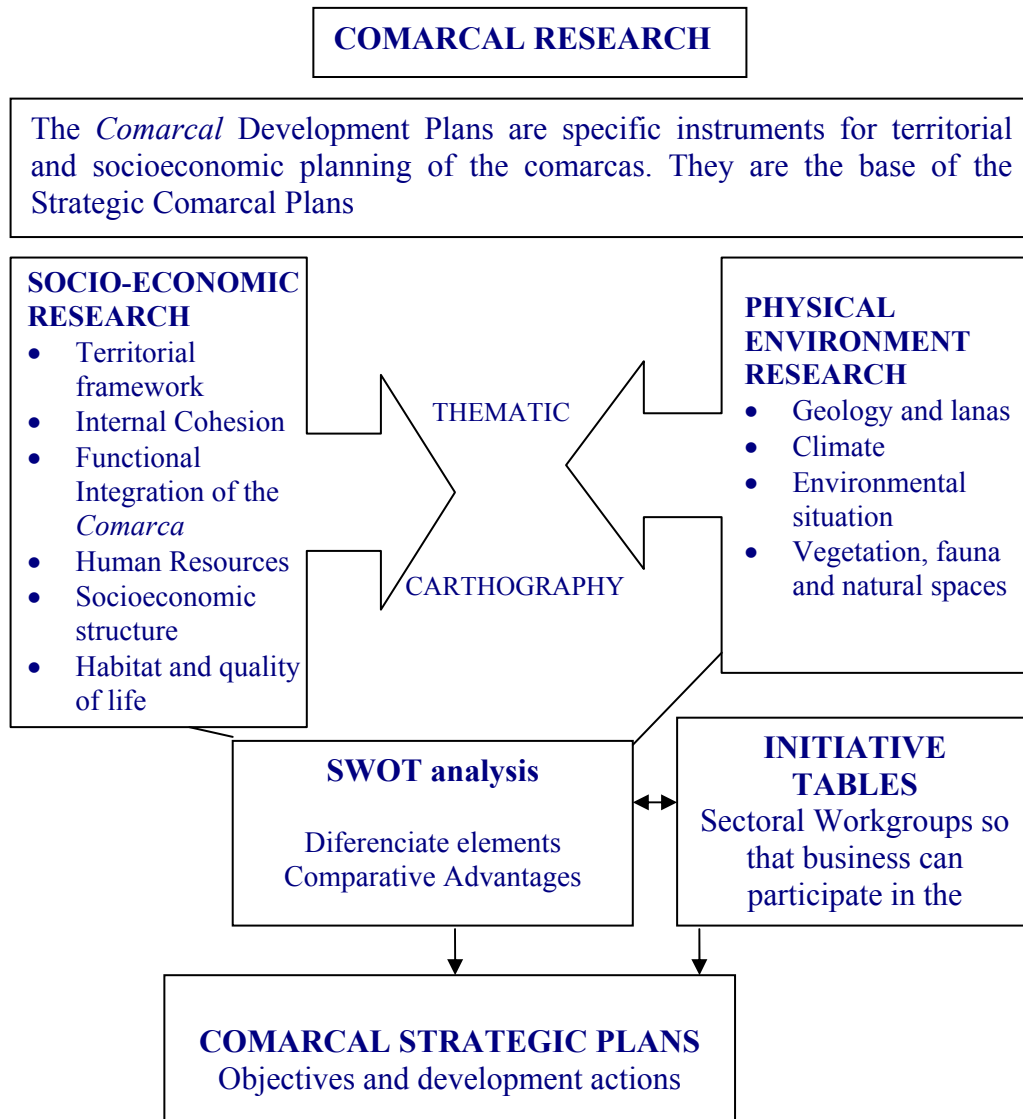 COMARCAL RESEARCH
The Comarcal Development Plans are specific instruments for territorial
and socioeconomic planning of the comarcas. They are the base of the
Strategic Comarcal Plans
SOCIO-ECONOMIC
RESEARCH
• Territorial
framework
• Internal Cohesion
• Functional
Integration of the
Comarca
• Human Resources
• Socioeconomic
structure
• Habitat and quality
of life
THEMATIC
CARTHOGRAPHY
PHYSICAL
ENVIRONMENT
RESEARCH
• Geology and lanas
• Climate
• Environmental
situation
• Vegetation, fauna
and natural spaces
SWOT analysis
Diferenciate elements
Comparative Advantages
INITIATIVE
TABLES
Sectoral Workgroups so
that business can
participate in the
COMARCAL STRATEGIC PLANS
Objectives and development actions